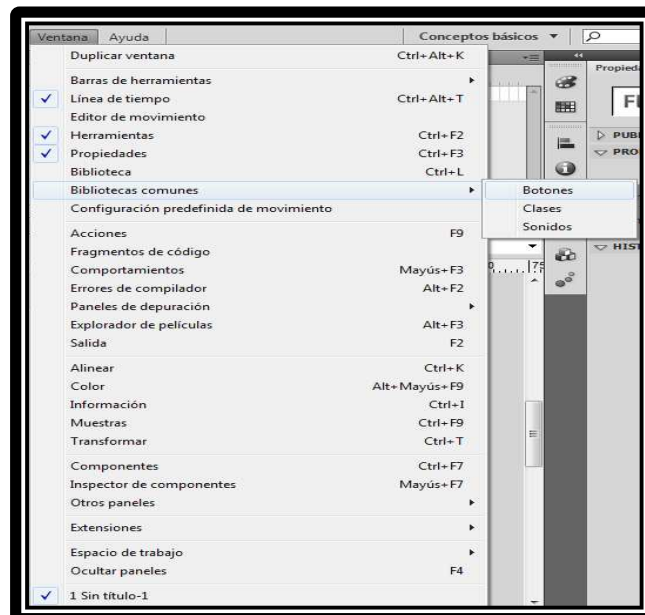 Ventana Ayuda Conceptos básicos
Duplicar ventana Ctrl+Alt+K
Barras de herramientas
Línea de tiempo Ctrl+Alt+T
Editor de movimiento
Herramientas Ctrl+F2
Propiedades Ctrl+F3
Biblioteca Ctrl+L
Bibliotecas comunes
Configuración predefinida de movimiento
Acciones F9
Fragmentos de código
Comportamientos Mayús+F3
Errores de compilador Alt+F2
Paneles de depuración
Explorador de películas Alt+F3
Salida F2
Alinear Ctrl+K
Color Alt+Mayús+F9
Información Ctrl+I
Muestras Ctrl+F9
Transformar Ctrl+T
Componentes Ctrl+F7
Inspector de componentes Mayús+F7
Otros paneles
Extensiones
Espacio de trabajo
Ocultar paneles F4
1 Sin título-1
Botones
Clases
Sonidos
Propied
Fl
PUB
PRO
HIST
75